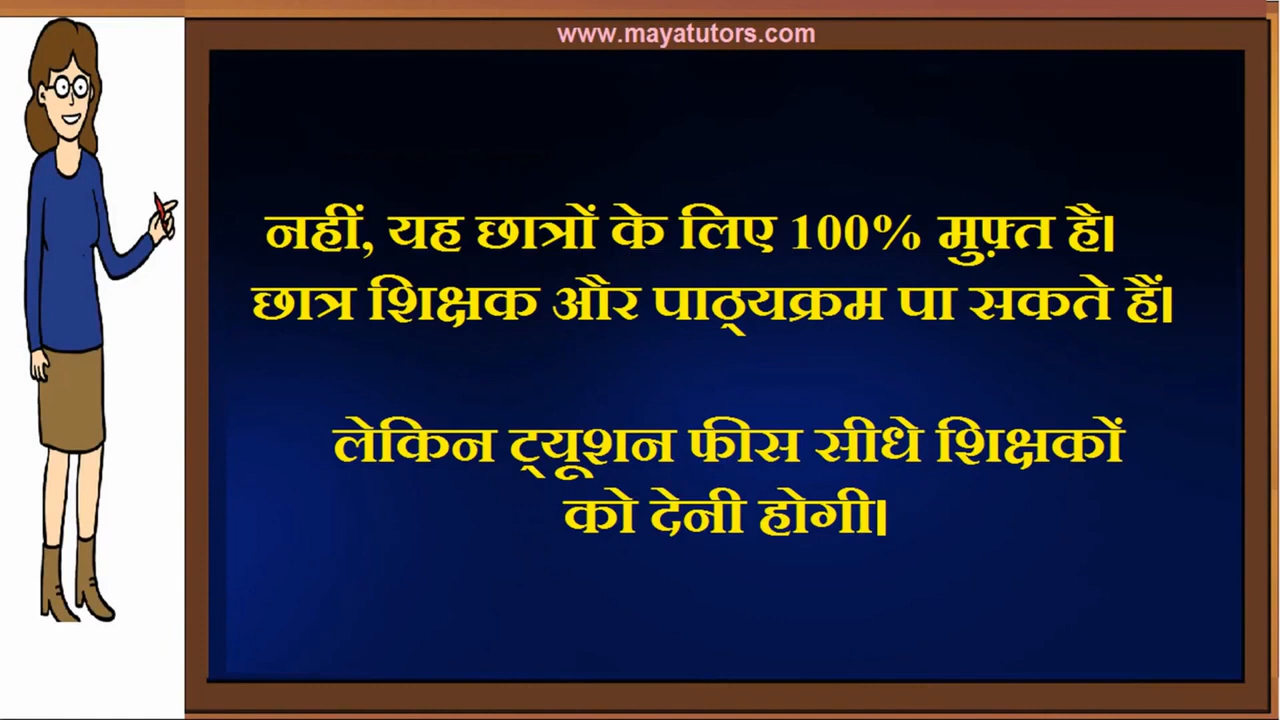 www.mayatutors.com
नहीं, यह छात्रों के लिए 100% मुफ़्त है।
छात्र शिक्षक और पाठ्यक्रम पा सकते हैं।
लेकिन ट्यूशन फीस सीधे शिक्षकों
को देनी होगी।